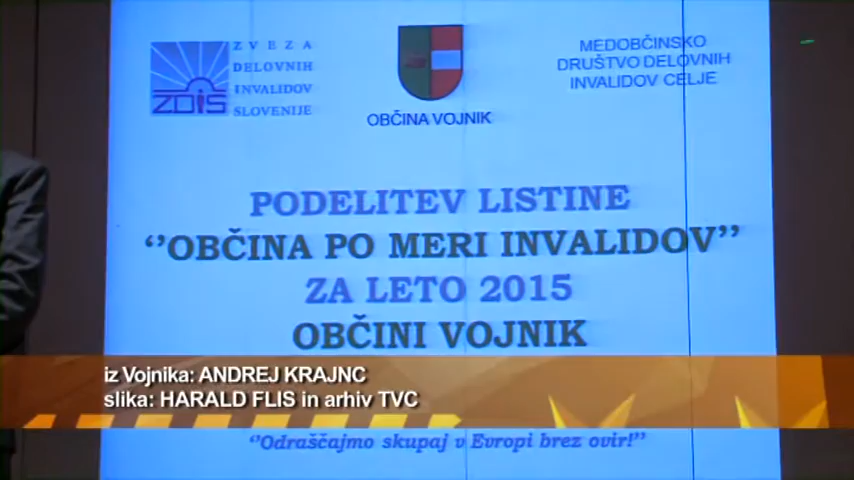 ZVEZA
DELOVNIH
INVALIDOV
SLOVENIJE
ZDIS
OBČINA VOJNIK
MEDOBČINSKO
DRUŠTVO DELOVNIH
INVALIDOV CELJE
PODELITEV LISTINE
‘’OBČINA PO MERI INVALIDOV’’
ZA LETO 2015
OBČINI VOJNIK
iz Vojnika: ANDREJ KRAJNC
slika: HARALD FLIS in arhiv TVC
‘’Odraščajmo skupaj v Evropi brez ovir!’’